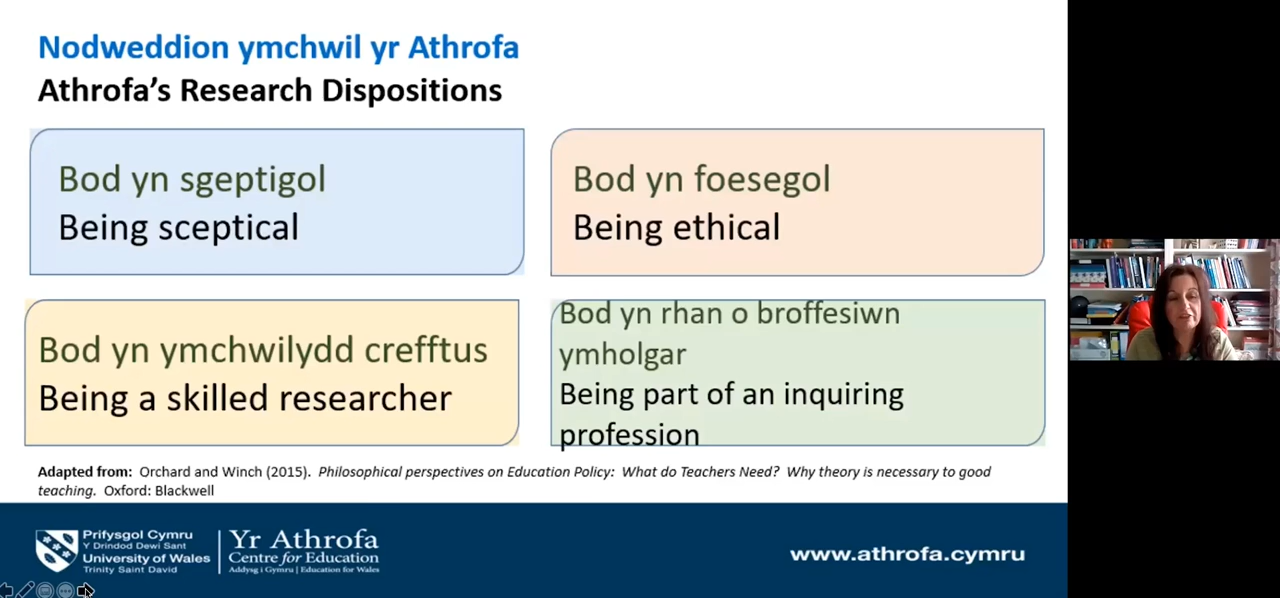 Nodweddion ymchwil yr Athrofa
Athrofa's Research Dispositions
Bod yn sgeptigol
Being sceptical
Bod yn foesegol
Being ethical
Bod yn ymchwilydd crefftus
Being a skilled researcher
Bod yn rhan o broffesiwn
ymholgar
Being part of an inquiring
profession
Adapted from: Orchard and Winch (2015). Philosophical perspectives on Education Policy: What do Teachers Need? Why theory is necessary to good
teaching. Oxford: Blackwell
Prifysgol Cymru
Y Drindod Dewi Sant
University of Wales
Trinity Saint David
Yr Athrofa
Centre for Education
Addysg i Gymru | Education for Wales
www.athrofa.cymru